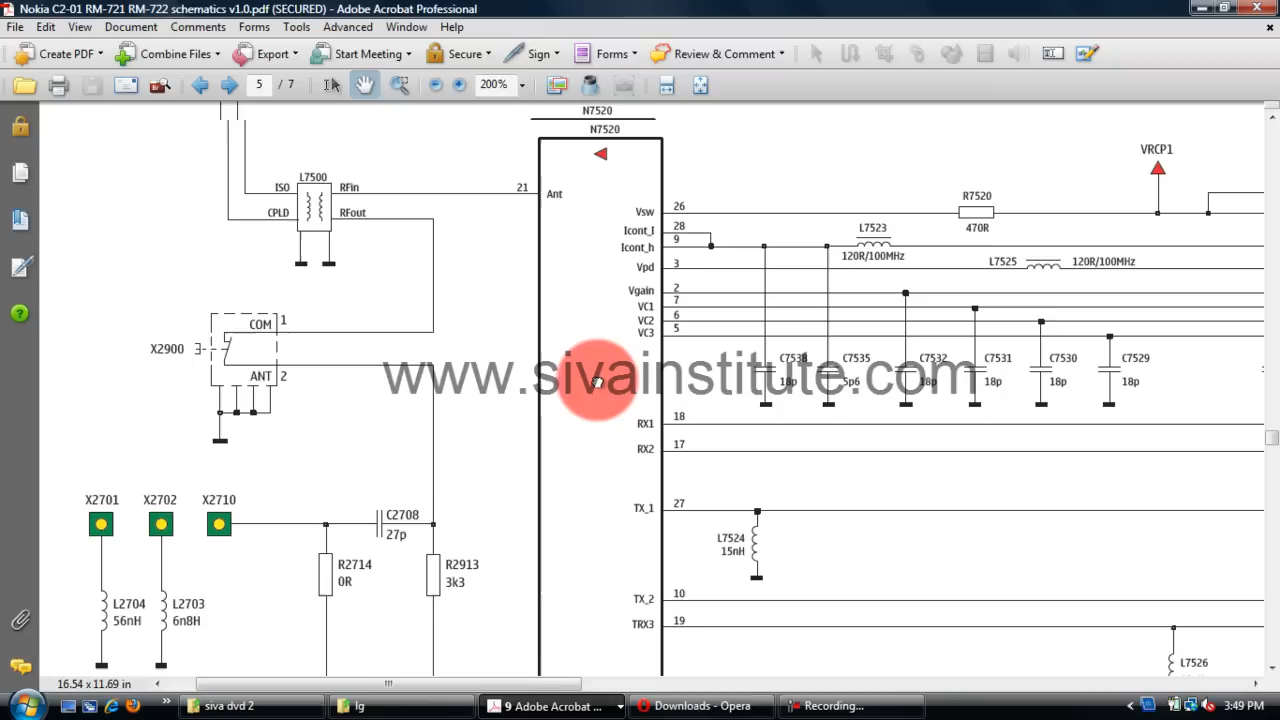 Nokia C2-01 RM-721 RM-722 schematics v1.0.pdf (SECURED) - Adobe Acrobat Professional
File Edit View Document Comments Forms Tools Advanced Window Help
Create PDF Combine Files Export Start Meeting Secure Sign Forms Review & Comment
5 / 7 200%
N7520
N7520
VRCP1
L7500
ISO RFin 21 Ant
CPLD RFout
R7520
Vsw 26
470R
Icont_I 28
L7523
Icont_h 9
120R/100MHz
Vpd 3
L7525 120R/100MHz
Vgain 2
VC1 7
VC2 6
VC3 5
COM 1
X2900
ANT 2
C7538 C7535 C7532 C7531 C7530 C7529
18p 5p6 18p 18p 18p 18p
www.sivainstitute.com
RX1 18
RX2 17
X2701 X2702 X2710
TX_1 27
C2708
27p
L7524
15nH
R2714 R2913
0R 3k3
L2704 L2703
56nH 6n8H
TX_2 10
TRX3 19
L7526
16.54 x 11.69 in
siva dvd 2 lg 9 Adobe Acrobat ... Downloads - Opera Recording... 3:49 PM